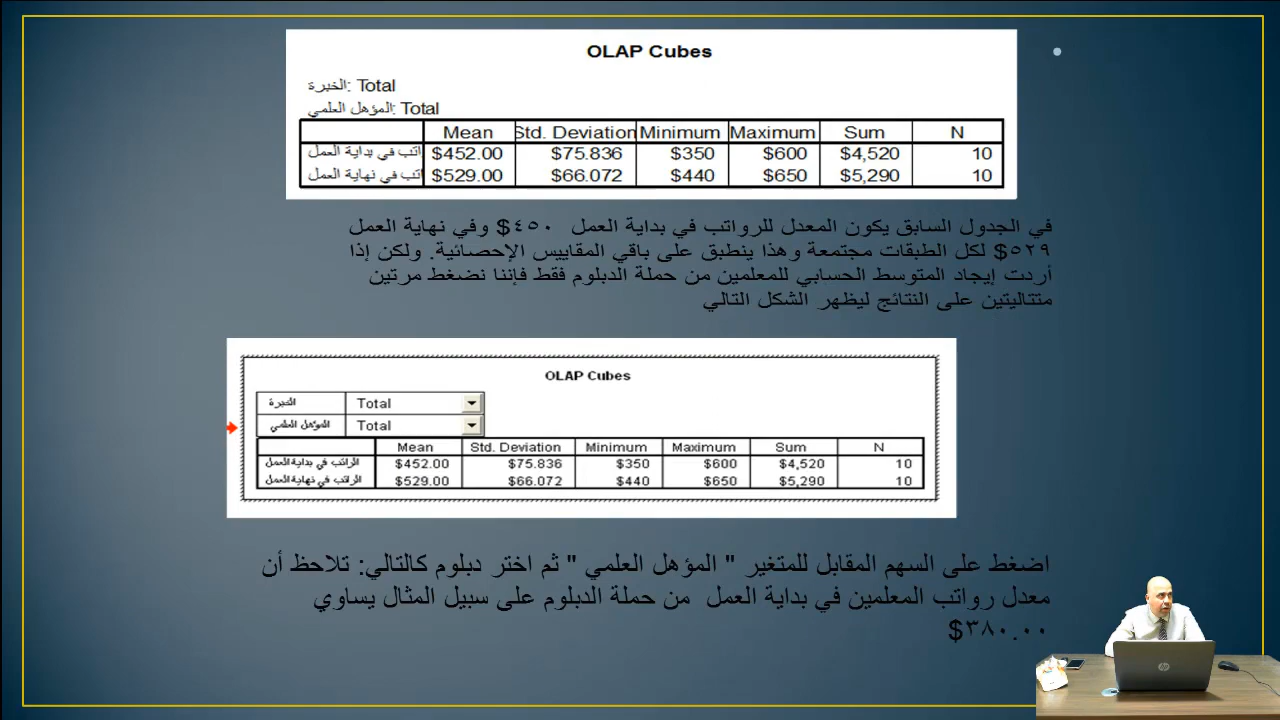 OLAP Cubes
الخبرة: Total
المؤهل العلمي: Total
Mean Std. Deviation Minimum Maximum Sum N
اتب في بداية العمل $452.00 $75.836 $350 $600 $4,520 10
تب في نهاية العمل $529.00 $66.072 $440 $650 $5,290 10
في الجدول السابق يكون المعدل للرواتب في بداية العمل ٤٥٠$ وفي نهاية العمل
٥٢٩$ لكل الطبقات مجتمعة وهذا ينطبق على باقي المقاييس الإحصائية. ولكن إذا
أردت إيجاد المتوسط الحسابي للمعلمين من حملة الدبلوم فقط فإننا نضغط مرتين
متتاليتين على النتائج ليظهر الشكل التالي
OLAP Cubes
الخبرة Total
المؤهل العلمي Total
Mean Std. Deviation Minimum Maximum Sum N
الراتب في بداية العمل $452.00 $75.836 $350 $600 $4,520 10
الراتب في نهاية العمل $529.00 $66.072 $440 $650 $5,290 10
اضغط على السهم المقابل للمتغير " المؤهل العلمي " ثم اختر دبلوم كالتالي: تلاحظ أن
معدل رواتب المعلمين في بداية العمل من حملة الدبلوم على سبيل المثال يساوي
٣٨٠.٠٠$